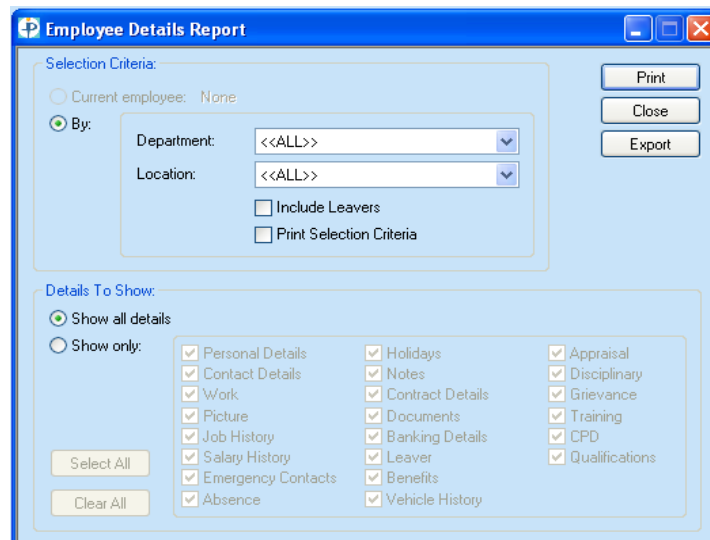 Employee Details Report
Selection Criteria:
Current employee: None
By:
Department: <<ALL>>
Location: <<ALL>>
Include Leavers
Print Selection Criteria
Print
Close
Export
Details To Show:
Show all details
Show only:
Personal Details
Contact Details
Work
Picture
Job History
Salary History
Emergency Contacts
Absence
Holidays
Notes
Contract Details
Documents
Banking Details
Leaver
Benefits
Vehicle History
Appraisal
Disciplinary
Grievance
Training
CPD
Qualifications
Select All
Clear All